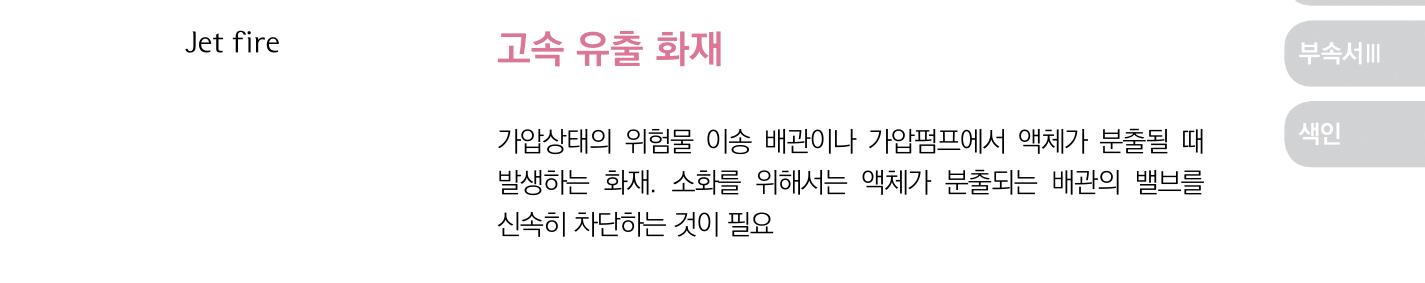 Jet fire
고속 유출 화재
가압상태의 위험물 이송 배관이나 가압펌프에서 액체가 분출될 때
발생하는 화재. 소화를 위해서는 액체가 분출되는 배관의 밸브를
신속히 차단하는 것이 필요
부속서Ⅲ
색인